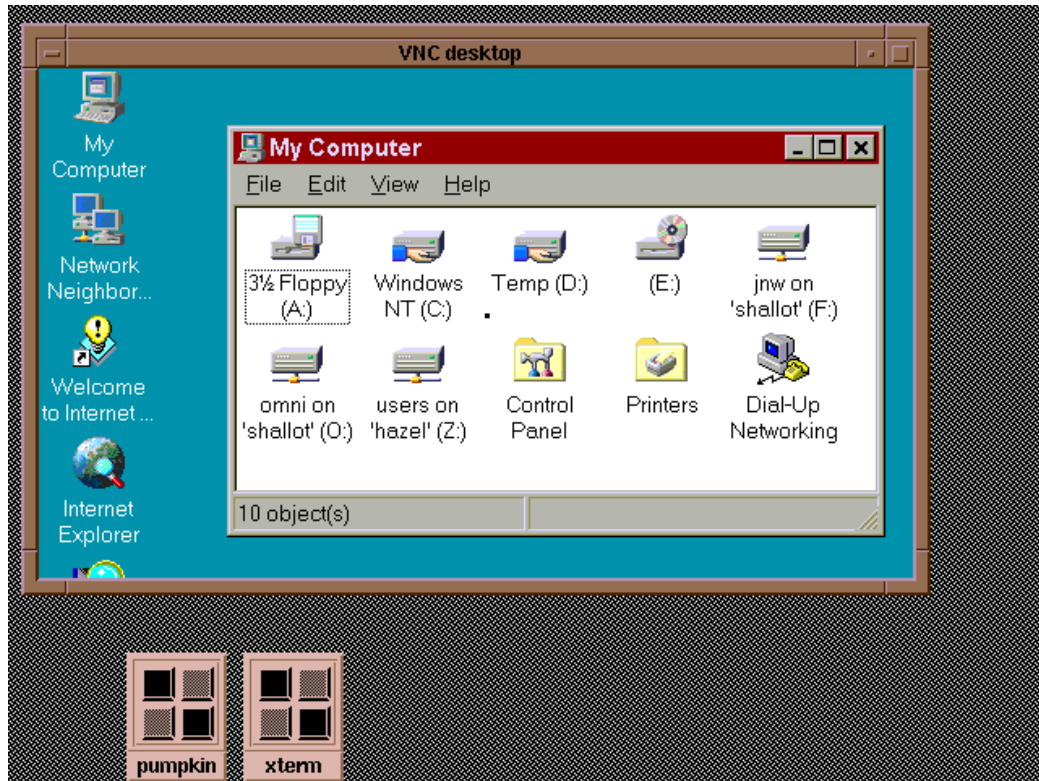 VNC desktop
My
Computer
Network
Neighbor...
Welcome
to Internet ...
Internet
Explorer
My Computer
File Edit View Help
3½ Floppy
(A:)
Windows
NT (C:)
Temp (D:)
(E:)
jnw on
'shallot' (F:)
omni on
'shallot' (O:)
users on
'hazel' (Z:)
Control
Panel
Printers
Dial-Up
Networking
10 object(s)
pumpkin
xterm